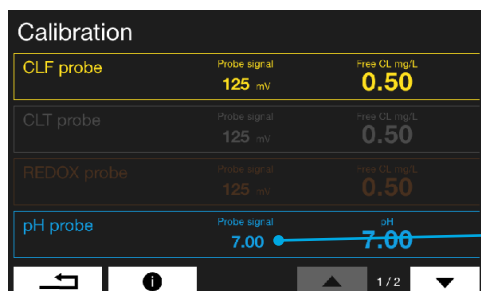 Calibration
CLF probe Probe signal Free CL mg/L
125 mV 0.50
CLT probe Probe signal Free CL mg/L
125 mV 0.50
REDOX probe Probe signal Free CL mg/L
125 mV 0.50
pH probe Probe signal pH
7.00 7.00
1/2